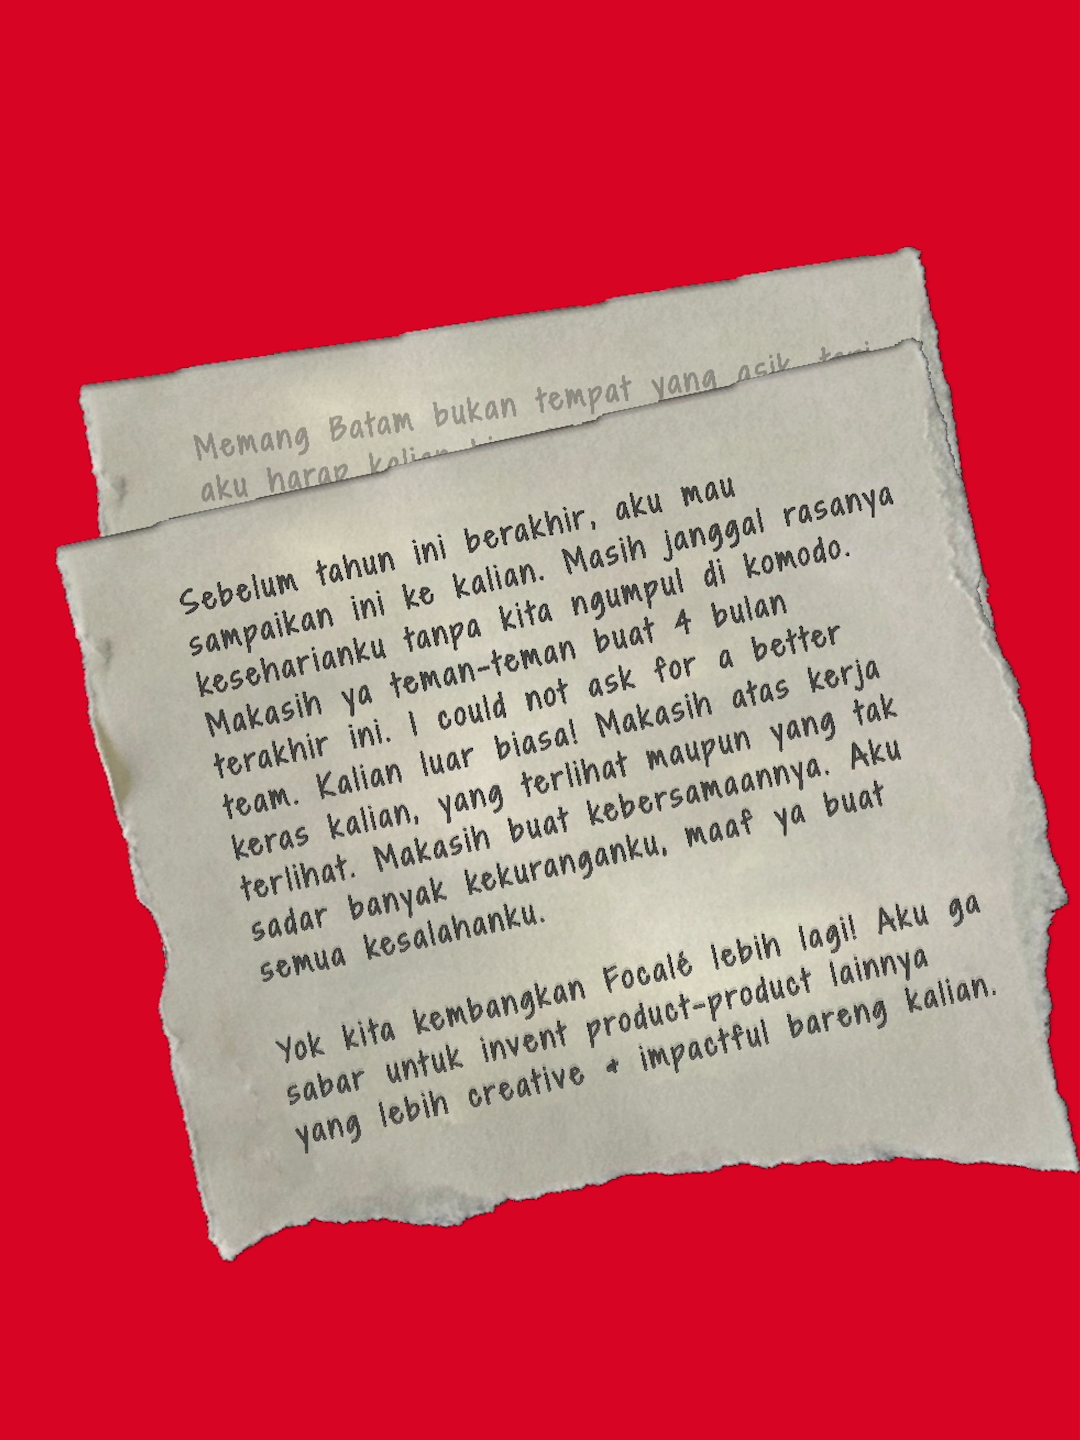 Memang Batam bukan tempat yang asik, tapi
aku harap kalian
Sebelum tahun ini berakhir, aku mau
sampaikan ini ke kalian. Masih janggal rasanya
keseharianku tanpa kita ngumpul di komodo.
Makasih ya teman-teman buat 4 bulan
terakhir ini. I could not ask for a better
team. Kalian luar biasa! Makasih atas kerja
keras kalian, yang terlihat maupun yang tak
terlihat. Makasih buat kebersamaannya. Aku
sadar banyak kekuranganku, maaf ya buat
semua kesalahanku.
Yok kita kembangkan Focalé lebih lagi! Aku ga
sabar untuk invent product-product lainnya
yang lebih creative & impactful bareng kalian.